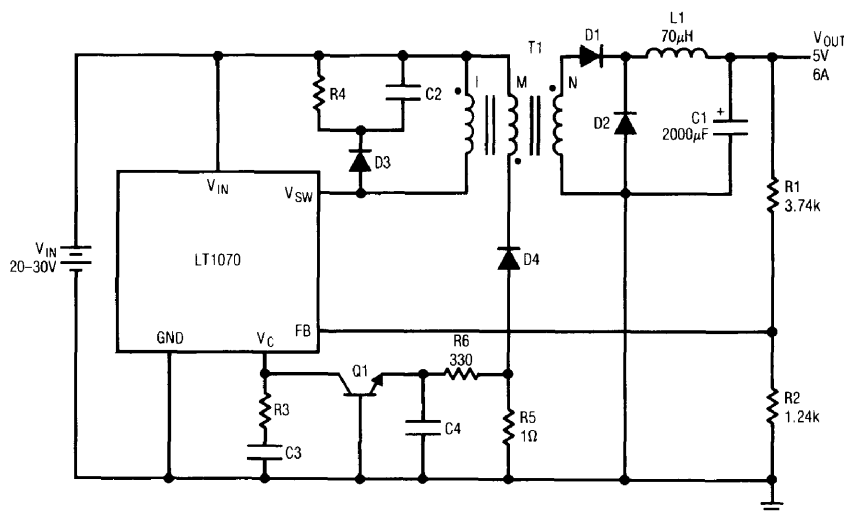 L1
70μH
T1
D1
V_OUT
5V
6A
I
M
N
R4
C2
D2
C1
+
2000μF
D3
V_IN
V_SW
R1
3.74k
V_IN
20–30V
LT1070
D4
GND
V_C
FB
R6
330
Q1
R3
C4
R5
1Ω
R2
1.24k
C3